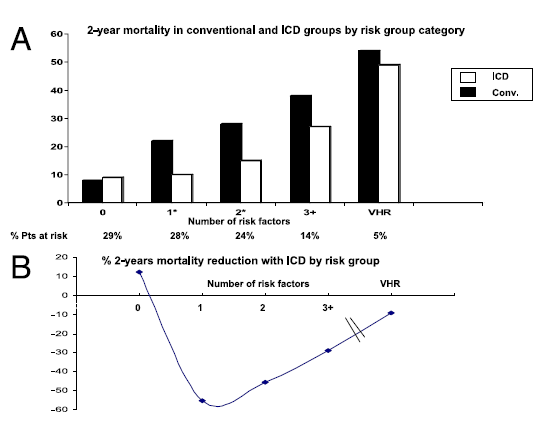 A
2-year mortality in conventional and ICD groups by risk group category
60
50
40
30
20
10
0
ICD
Conv.
0 1* 2* 3+ VHR
Number of risk factors
% Pts at risk 29% 28% 24% 14% 5%
B
% 2-years mortality reduction with ICD by risk group
20
10
0
-10
-20
-30
-40
-50
-60
Number of risk factors VHR
0 1 2 3+